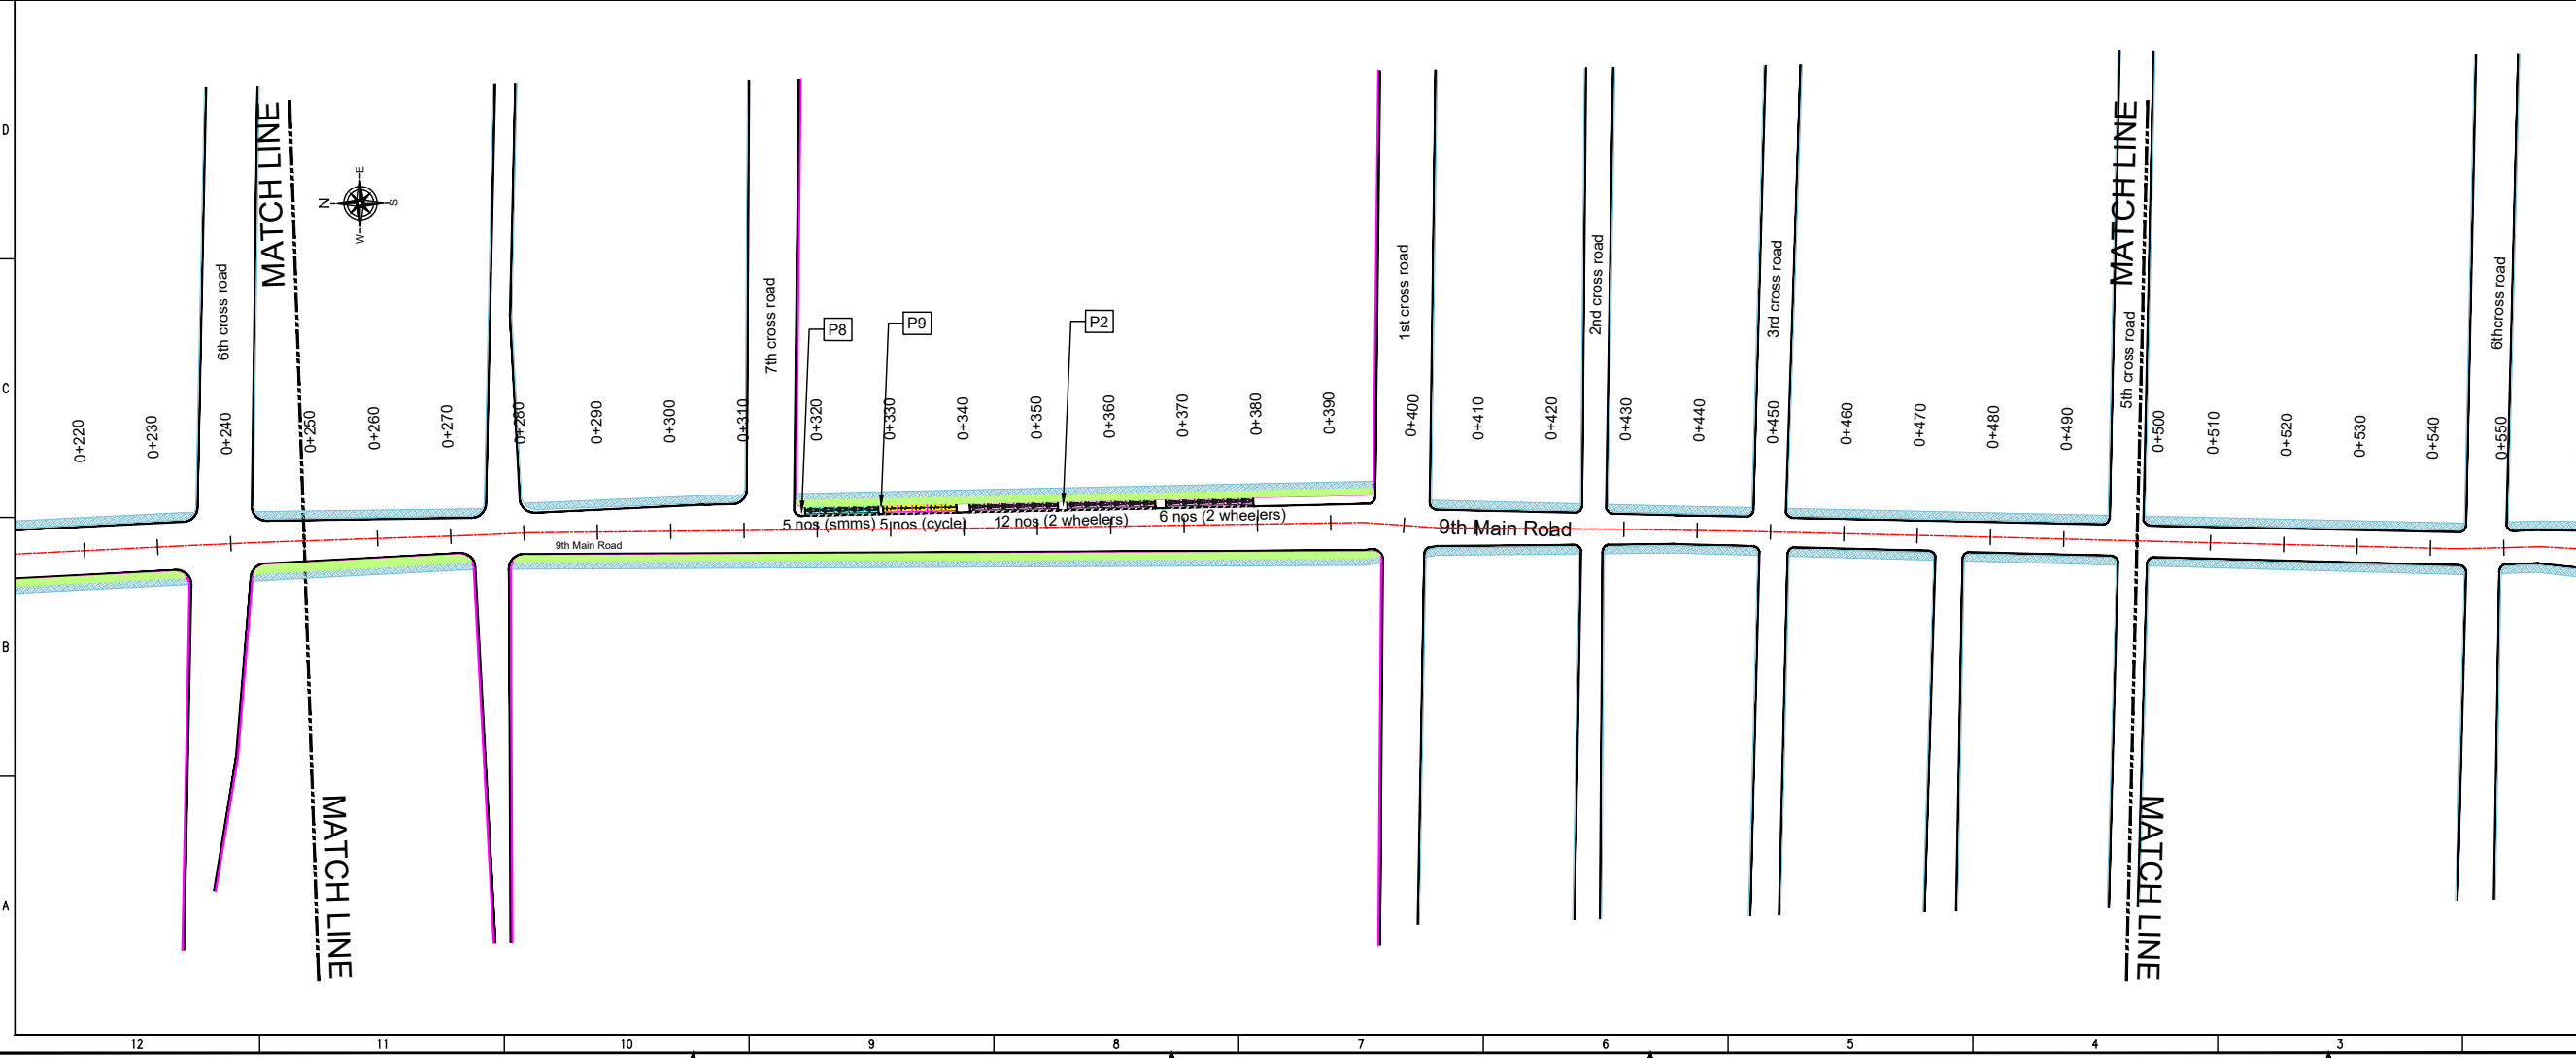 D
C
B
A
MATCH LINE
MATCH LINE
N
E
S
W
6th cross road
7th cross road
1st cross road
2nd cross road
3rd cross road
5th cross road
6thcross road
P8
P9
P2
0+220
0+230
0+240
0+250
0+260
0+270
0+280
0+290
0+300
0+310
0+320
0+330
0+340
0+350
0+360
0+370
0+380
0+390
0+400
0+410
0+420
0+430
0+440
0+450
0+460
0+470
0+480
0+490
0+500
0+510
0+520
0+530
0+540
0+550
5 nos (smms)
5 nos (cycle)
12 nos (2 wheelers)
6 nos (2 wheelers)
9th Main Road
9th Main Road
MATCH LINE
MATCH LINE
12
11
10
9
8
7
6
5
4
3